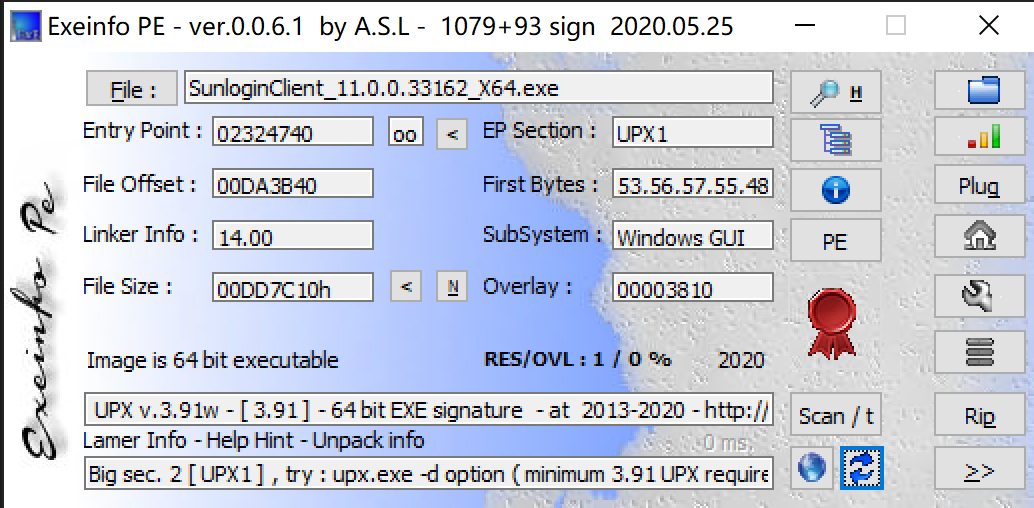 Exeinfo PE - ver.0.0.6.1 by A.S.L - 1079+93 sign 2020.05.25
File : SunloginClient_11.0.0.33162_X64.exe H
Entry Point : 02324740 oo < EP Section : UPX1
File Offset : 00DA3B40 First Bytes : 53.56.57.55.48 Plug
Linker Info : 14.00 SubSystem : Windows GUI PE
File Size : 00DD7C10h < N Overlay : 00003810
Image is 64 bit executable RES/OVL : 1 / 0 % 2020
UPX v.3.91w - [ 3.91 ] - 64 bit EXE signature - at 2013-2020 - http:// Scan / t Rip
Lamer Info - Help Hint - Unpack info 0 ms.
Big sec. 2 [ UPX1 ] , try : upx.exe -d option ( minimum 3.91 UPX require >>
Exeinfo Pe